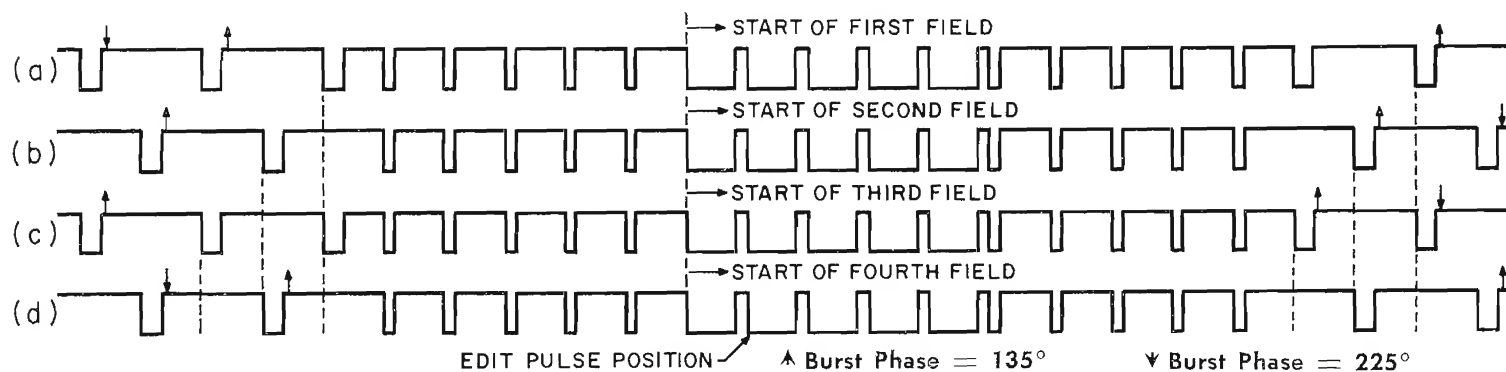 (a) START OF FIRST FIELD
(b) START OF SECOND FIELD
(c) START OF THIRD FIELD
(d) START OF FOURTH FIELD
EDIT PULSE POSITION Burst Phase = 135° Burst Phase = 225°